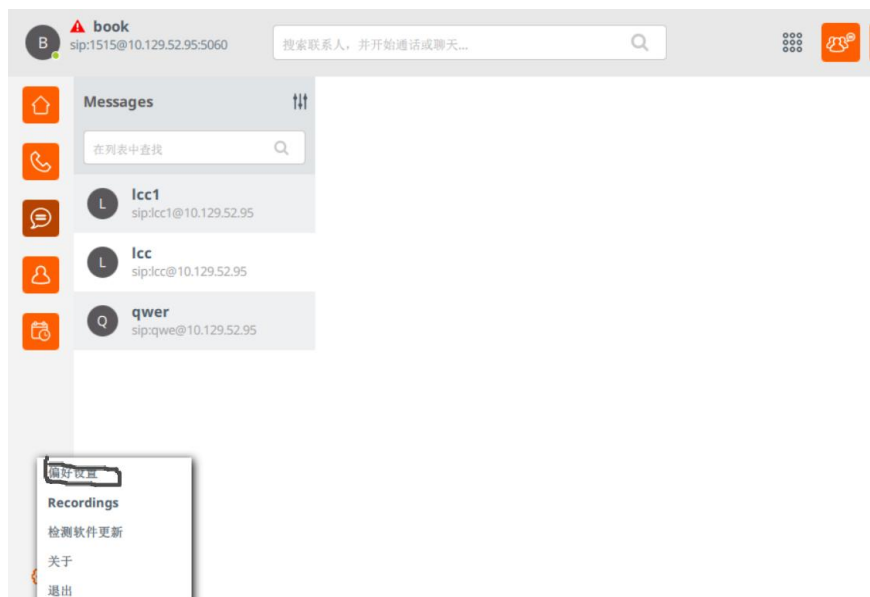 B
book
sip:1515@10.129.52.95:5060
搜索联系人，并开始通话或聊天...
Messages
在列表中查找
L
lcc1
sip:lcc1@10.129.52.95
L
lcc
sip:lcc@10.129.52.95
Q
qwer
sip:qwe@10.129.52.95
偏好设置
Recordings
检测软件更新
关于
退出